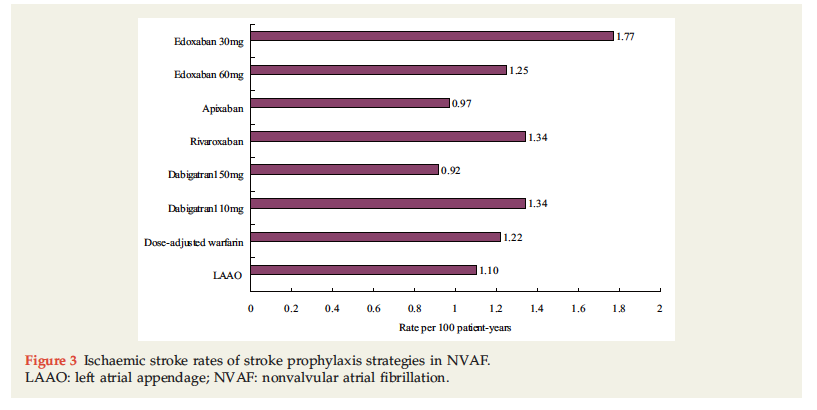 Edoxaban 30mg
1.77
Edoxaban 60mg
1.25
Apixaban
0.97
Rivaroxaban
1.34
Dabigatran150mg
0.92
Dabigatran110mg
1.34
Dose-adjusted warfarin
1.22
LAAO
1.10
0 0.2 0.4 0.6 0.8 1 1.2 1.4 1.6 1.8 2
Rate per 100 patient-years
Figure 3 Ischaemic stroke rates of stroke prophylaxis strategies in NVAF.
LAAO: left atrial appendage; NVAF: nonvalvular atrial fibrillation.